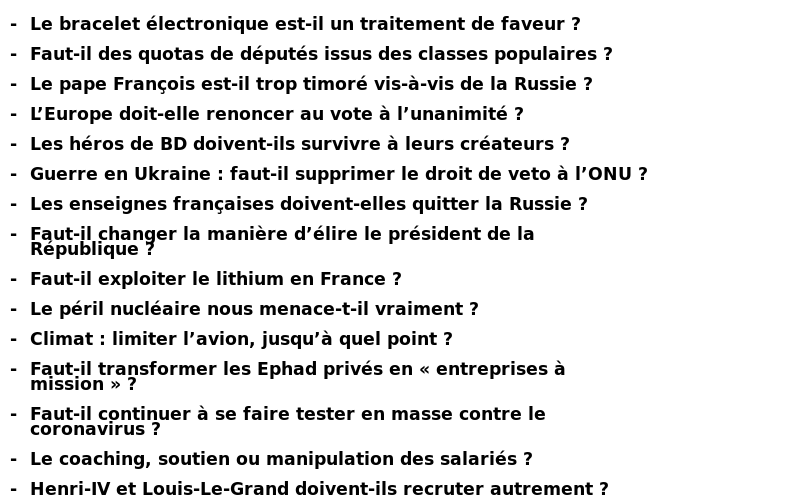 - Le bracelet électronique est-il un traitement de faveur ?
- Faut-il des quotas de députés issus des classes populaires ?
- Le pape François est-il trop timoré vis-à-vis de la Russie ?
- L’Europe doit-elle renoncer au vote à l’unanimité ?
- Les héros de BD doivent-ils survivre à leurs créateurs ?
- Guerre en Ukraine : faut-il supprimer le droit de veto à l’ONU ?
- Les enseignes françaises doivent-elles quitter la Russie ?
- Faut-il changer la manière d’élire le président de la
République ?
- Faut-il exploiter le lithium en France ?
- Le péril nucléaire nous menace-t-il vraiment ?
- Climat : limiter l’avion, jusqu’à quel point ?
- Faut-il transformer les Ephad privés en « entreprises à
mission » ?
- Faut-il continuer à se faire tester en masse contre le
coronavirus ?
- Le coaching, soutien ou manipulation des salariés ?
- Henri-IV et Louis-Le-Grand doivent-ils recruter autrement ?